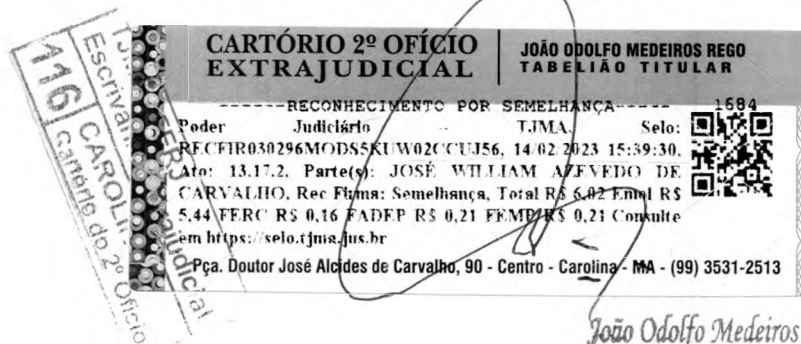 CARTÓRIO 2º OFÍCIO
EXTRAJUDICIAL
JOÃO ODOLFO MEDEIROS REGO
TABELIÃO TITULAR
------RECONHECIMENTO POR SEMELHANÇA------ 1684
Poder Judiciário - TJMA. Selo:
RECFIR030296MODS5KUW02CCUJ56, 14/02/2023 15:39:30,
Ato: 13.17.2, Parte(s): JOSÉ WILLIAM AZEVEDO DE
CARVALHO, Rec Firma: Semelhança, Total R$ 6,02 Emol R$
5,44 FERC R$ 0,16 FADEP R$ 0,21 FEMP R$ 0,21 Consulte
em https://selo.tjma.jus.br
Pça. Doutor José Alcides de Carvalho, 90 - Centro - Carolina - MA - (99) 3531-2513
João Odolfo Medeiros
116
Cartório do 2º Ofício